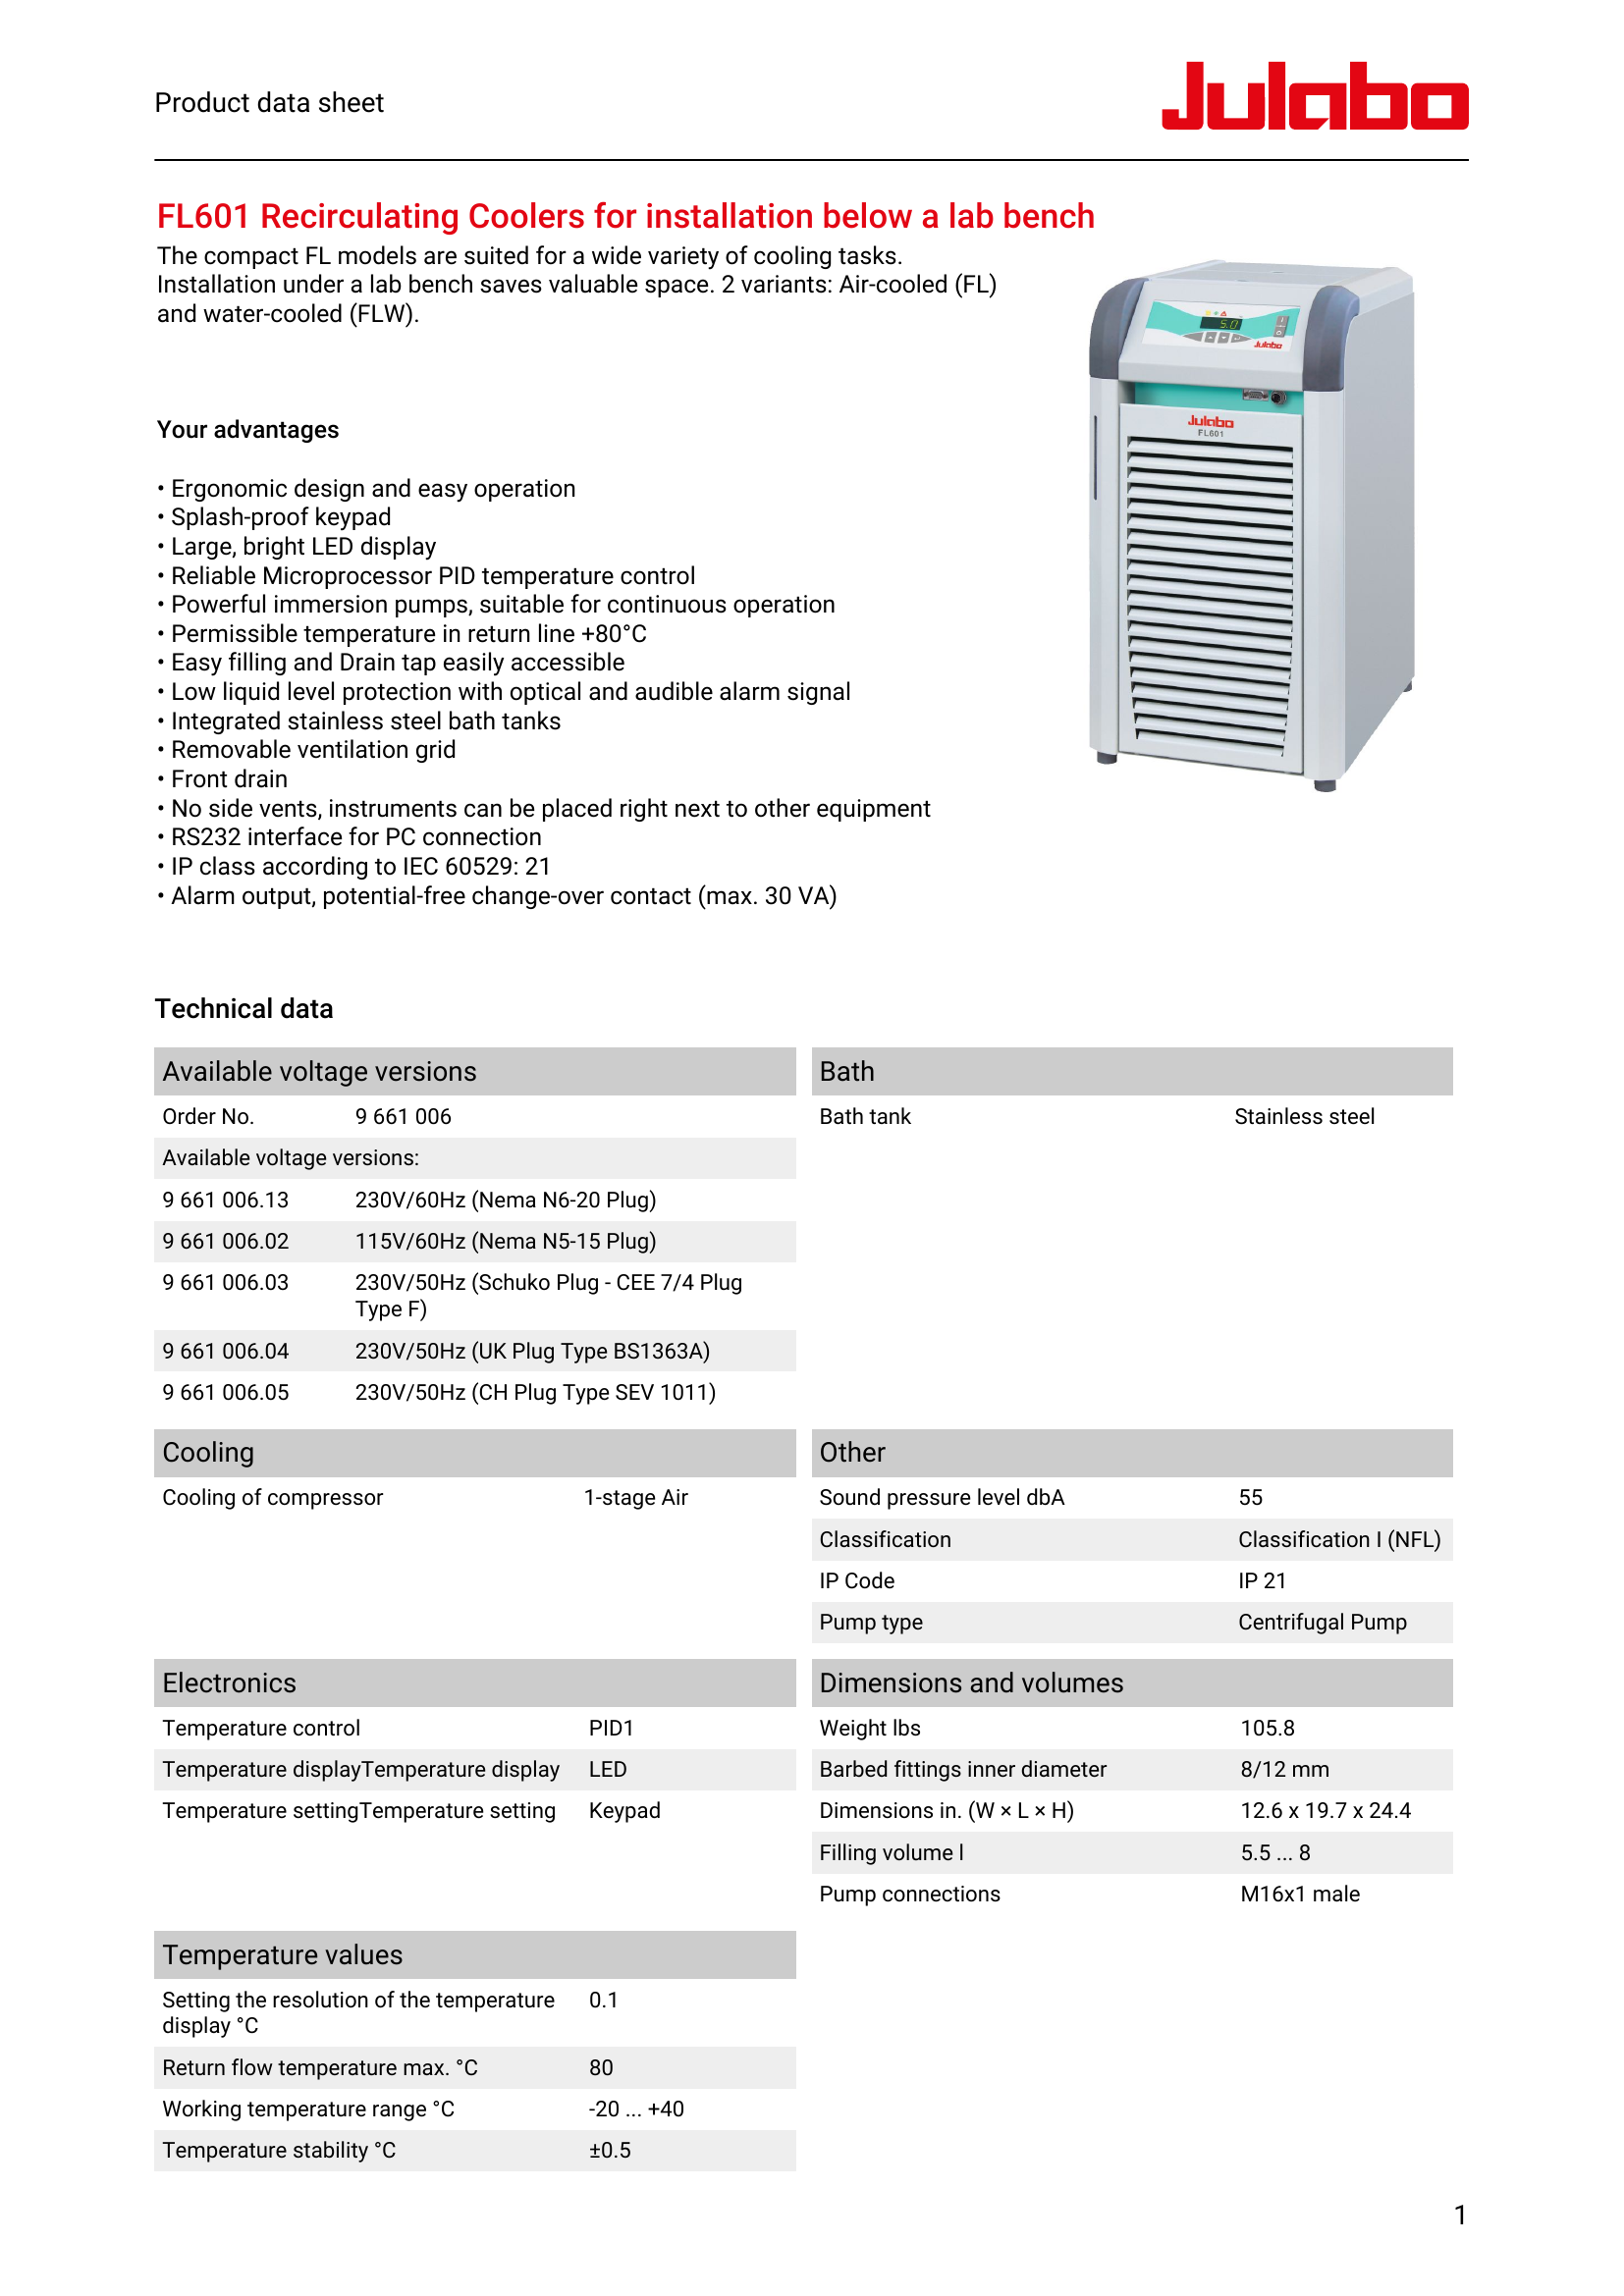 Product data sheet
Julabo
FL601 Recirculating Coolers for installation below a lab bench
The compact FL models are suited for a wide variety of cooling tasks.
Installation under a lab bench saves valuable space. 2 variants: Air-cooled (FL)
and water-cooled (FLW).
5.0
Julabo
Julabo
FL601
Your advantages
• Ergonomic design and easy operation
• Splash-proof keypad
• Large, bright LED display
• Reliable Microprocessor PID temperature control
• Powerful immersion pumps, suitable for continuous operation
• Permissible temperature in return line +80°C
• Easy filling and Drain tap easily accessible
• Low liquid level protection with optical and audible alarm signal
• Integrated stainless steel bath tanks
• Removable ventilation grid
• Front drain
• No side vents, instruments can be placed right next to other equipment
• RS232 interface for PC connection
• IP class according to IEC 60529: 21
• Alarm output, potential-free change-over contact (max. 30 VA)
Technical data
Available voltage versions
Order No. 9 661 006
Available voltage versions:
9 661 006.13 230V/60Hz (Nema N6-20 Plug)
9 661 006.02 115V/60Hz (Nema N5-15 Plug)
9 661 006.03 230V/50Hz (Schuko Plug - CEE 7/4 Plug
Type F)
9 661 006.04 230V/50Hz (UK Plug Type BS1363A)
9 661 006.05 230V/50Hz (CH Plug Type SEV 1011)
Bath
Bath tank Stainless steel
Cooling
Cooling of compressor 1-stage Air
Other
Sound pressure level dbA 55
Classification Classification I (NFL)
IP Code IP 21
Pump type Centrifugal Pump
Electronics
Temperature control PID1
Temperature displayTemperature display LED
Temperature settingTemperature setting Keypad
Dimensions and volumes
Weight lbs 105.8
Barbed fittings inner diameter 8/12 mm
Dimensions in. (W × L × H) 12.6 x 19.7 x 24.4
Filling volume l 5.5 ... 8
Pump connections M16x1 male
Temperature values
Setting the resolution of the temperature 0.1
display °C
Return flow temperature max. °C 80
Working temperature range °C -20 ... +40
Temperature stability °C ±0.5
1